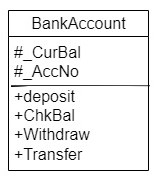 BankAccount
#_CurBal
#_AccNo
+deposit
+ChkBal
+Withdraw
+Transfer